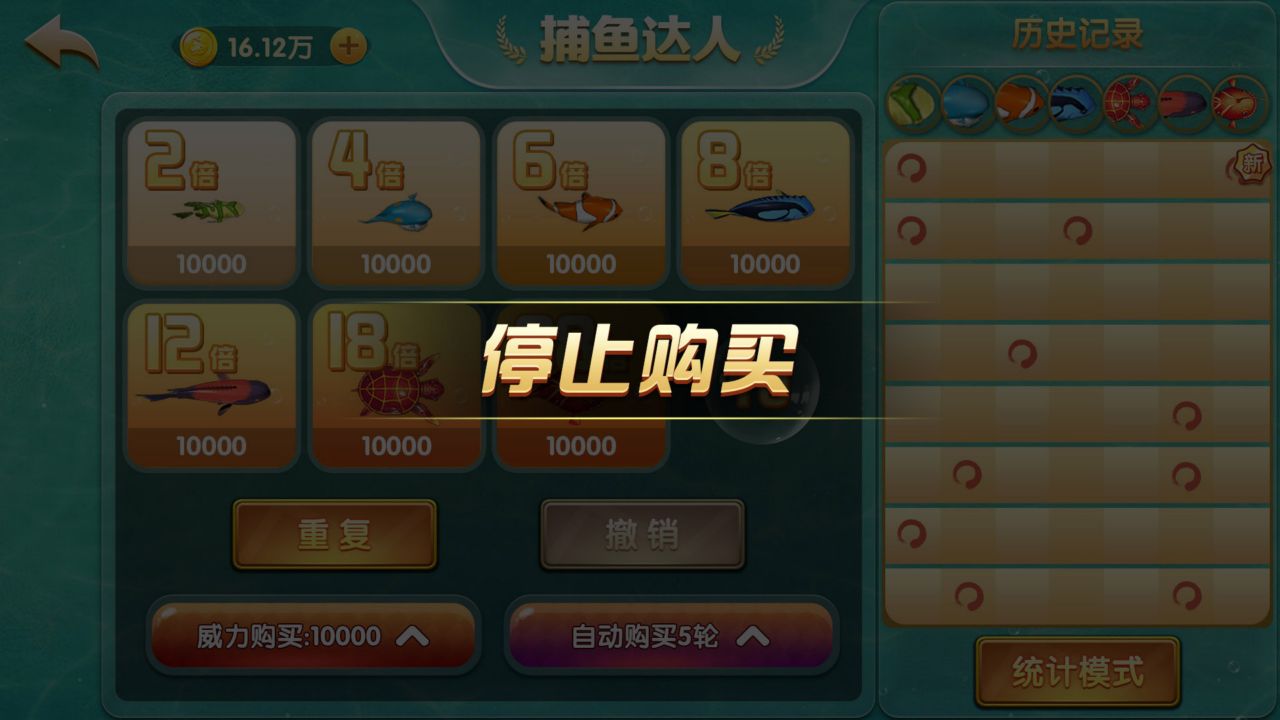 16.12万
捕鱼达人
历史记录
2倍
4倍
6倍
8倍
10000
10000
10000
10000
新
12倍
18倍
停止购买
10000
10000
10000
重复
撤销
威力购买:10000
自动购买5轮
统计模式